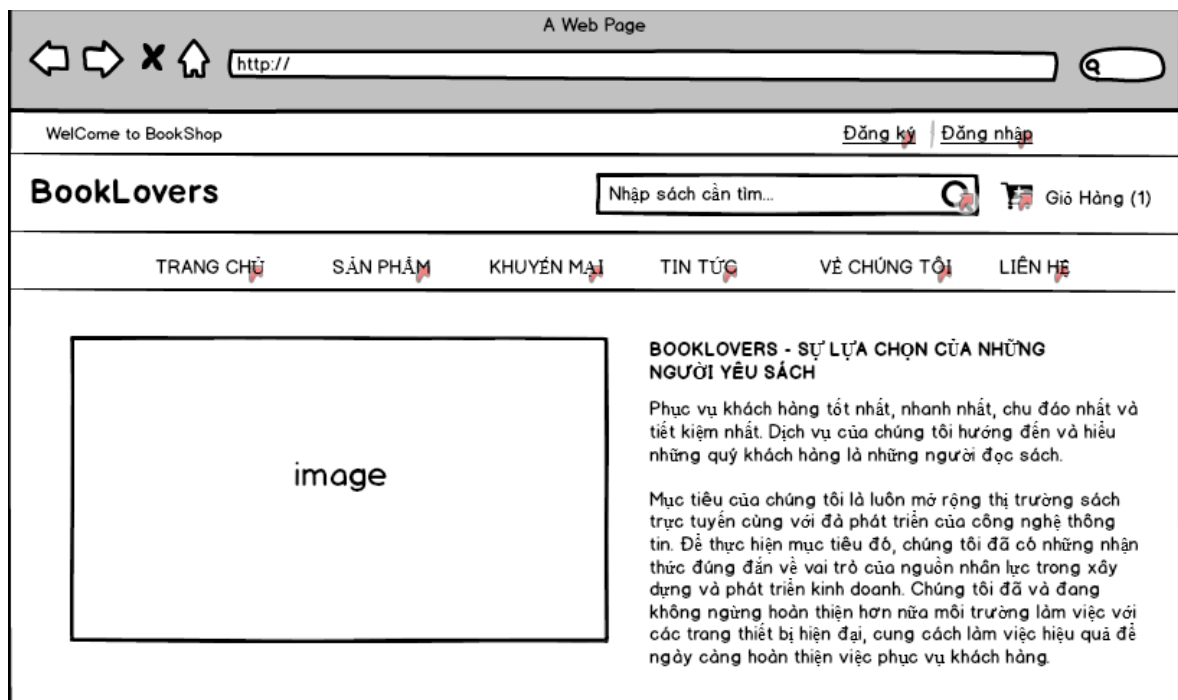 A Web Page
http://
WelCome to BookShop
Đăng ký Đăng nhập
BookLovers
Nhập sách cần tìm...
Giỏ Hàng (1)
TRANG CHỦ SẢN PHẨM KHUYẾN MẠI TIN TỨC VỀ CHÚNG TÔI LIÊN HỆ
image
BOOKLOVERS - SỰ LỰA CHỌN CỦA NHỮNG
NGƯỜI YÊU SÁCH
Phục vụ khách hàng tốt nhất, nhanh nhất, chu đáo nhất và
tiết kiệm nhất. Dịch vụ của chúng tôi hướng đến và hiểu
những quý khách hàng là những người đọc sách.
Mục tiêu của chúng tôi là luôn mở rộng thị trường sách
trực tuyến cùng với đà phát triển của công nghệ thông
tin. Để thực hiện mục tiêu đó, chúng tôi đã có những nhận
thức đúng đắn về vai trò của nguồn nhân lực trong xây
dựng và phát triển kinh doanh. Chúng tôi đã và đang
không ngừng hoàn thiện hơn nữa môi trường làm việc với
các trang thiết bị hiện đại, cung cách làm việc hiệu quả để
ngày càng hoàn thiện việc phục vụ khách hàng.